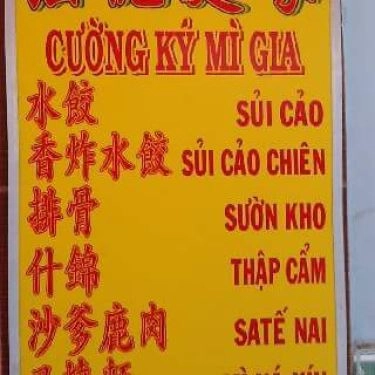 CƯỜNG KÝ MÌ GIA
水餃 SỦI CẢO
香炸水餃 SỦI CẢO CHIÊN
排骨 SƯỜN KHO
什錦 THẬP CẨM
沙爹鹿肉 SATẾ NAI